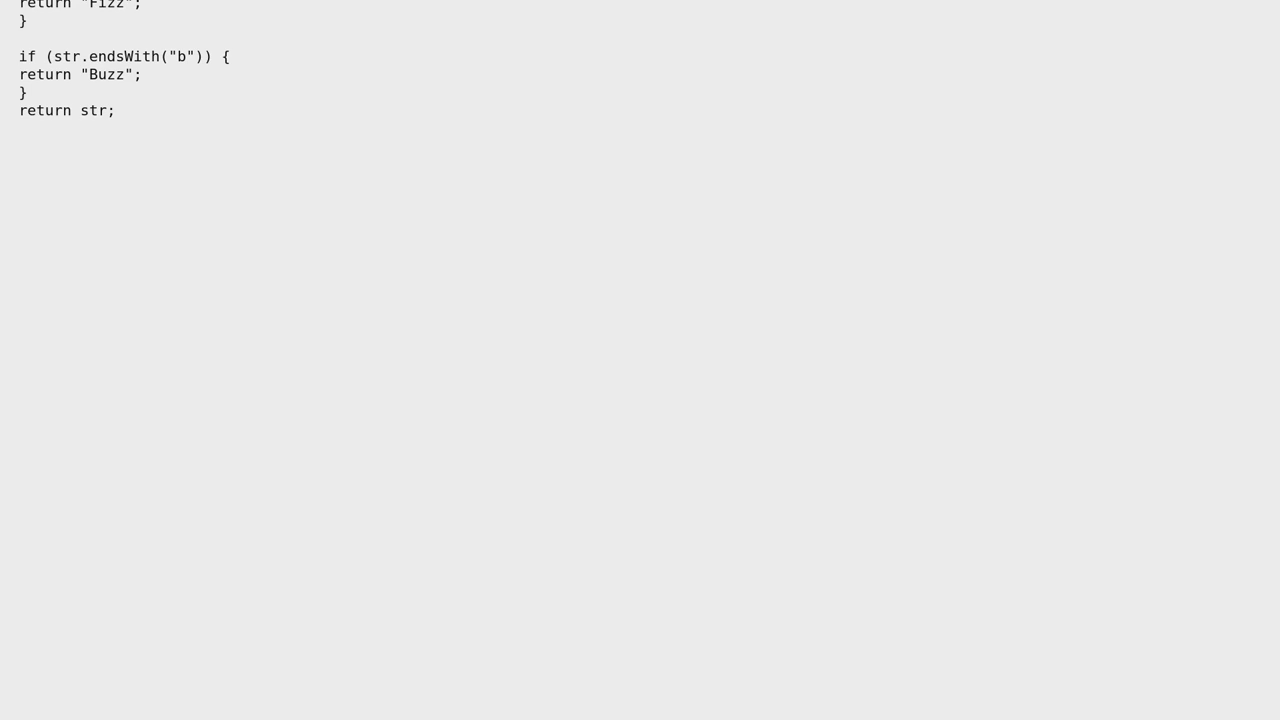 return "Fizz";
}

if (str.endsWith("b")) {
return "Buzz";
}
return str;